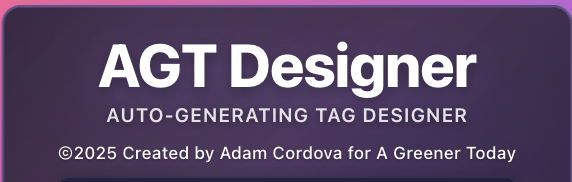 AGT Designer
AUTO-GENERATING TAG DESIGNER
©2025 Created by Adam Cordova for A Greener Today